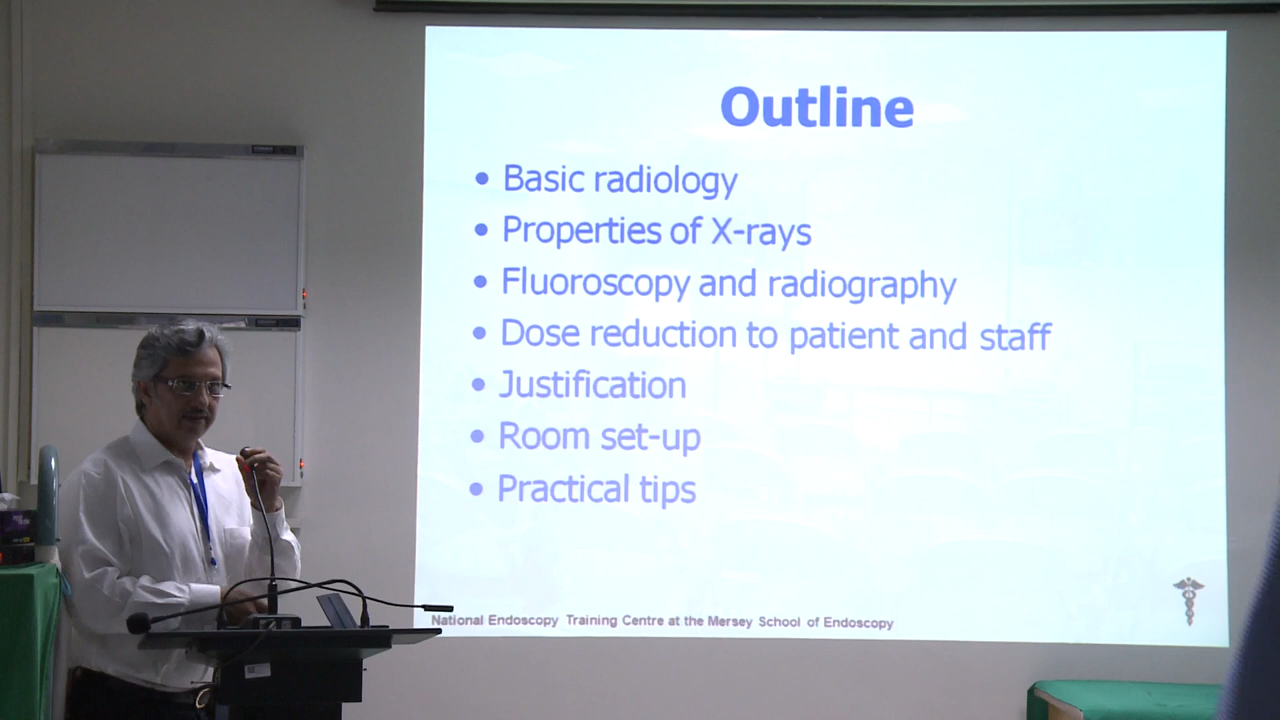 Outline
• Basic radiology
• Properties of X-rays
• Fluoroscopy and radiography
• Dose reduction to patient and staff
• Justification
• Room set-up
• Practical tips
National Endoscopy Training Centre at the Mersey School of Endoscopy